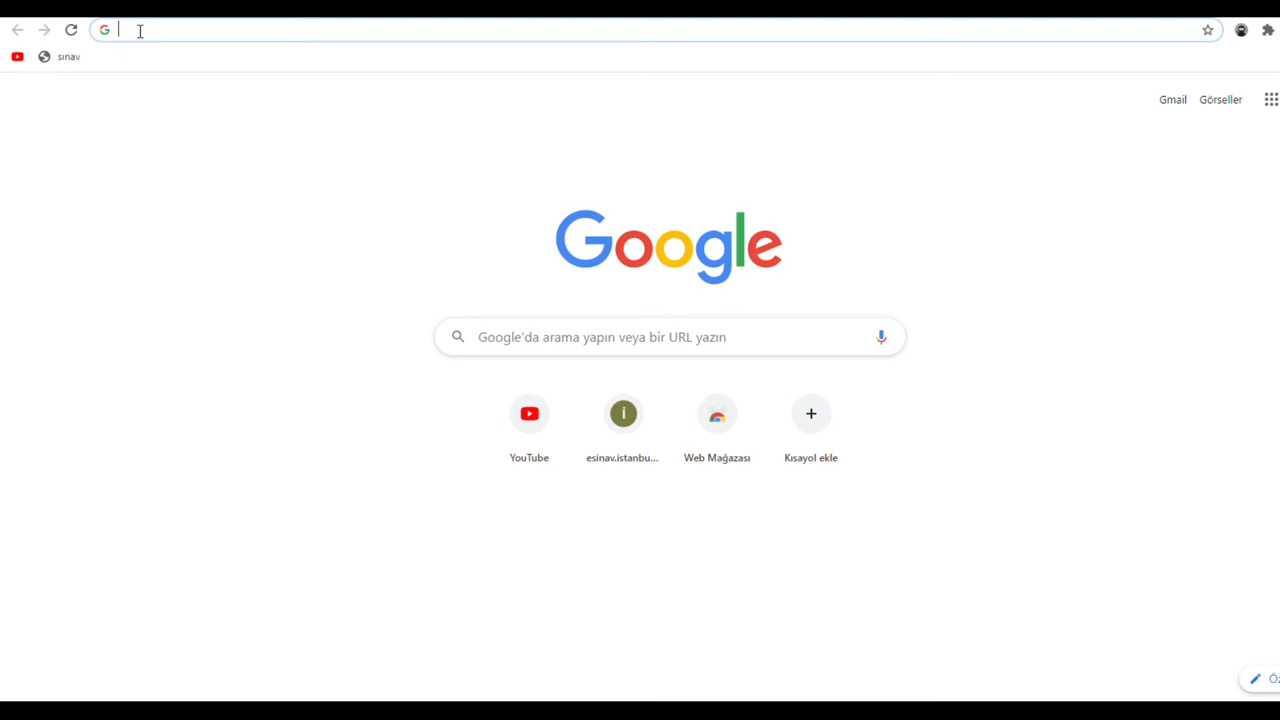 sınav
Gmail Görseller
Google
Google'da arama yapın veya bir URL yazın
YouTube
esinav.istanbu...
Web Mağazası
Kısayol ekle
Öz